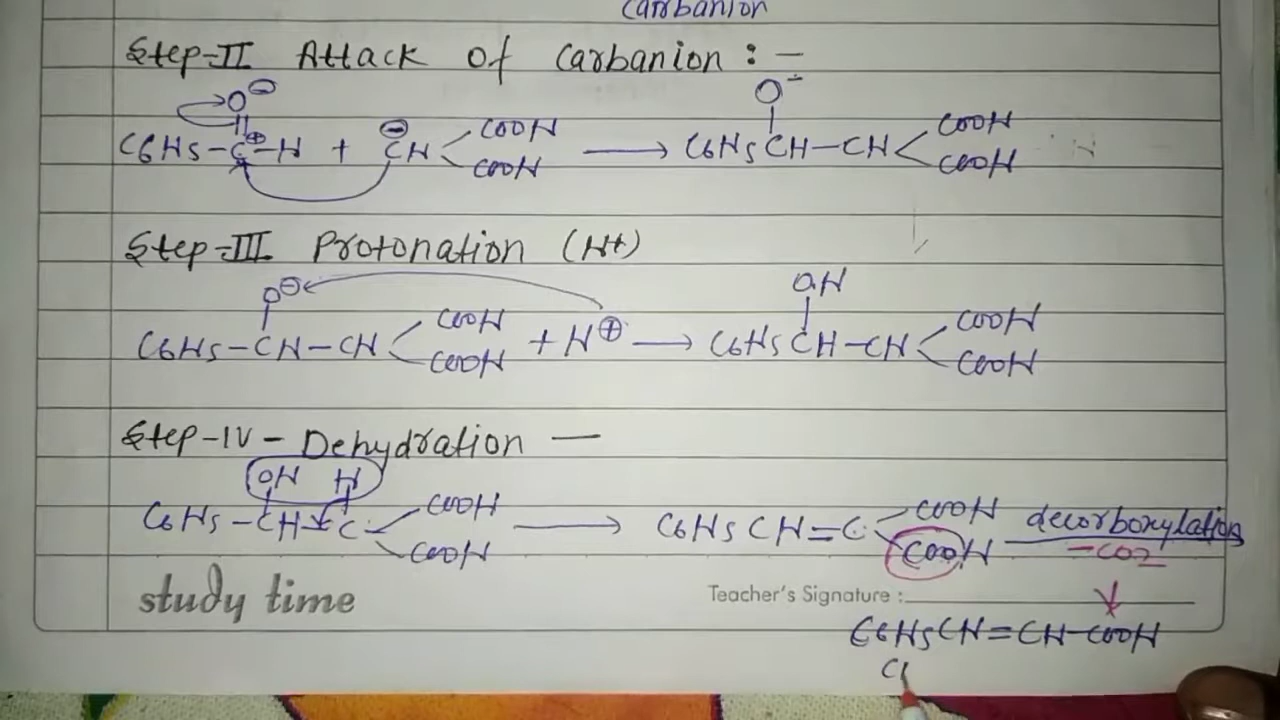 Carbanion
Step-II Attack of Carbanion : —
O⊖
C6H5-C⊕-H + ⊖CH < COOH COOH ⟶ C6H5CH-CH < COOH COOH
O-
Step-III Protonation (H+)
O⊖ OH
C6H5-CH-CH < COOH COOH + H⊕ ⟶ C6H5CH-CH < COOH COOH
Step-IV - Dehydration —
OH H
C6H5-CH-C < COOH COOH ⟶ C6H5CH=C < COOH COOH decorboxylation
-CO2
study time Teacher's Signature :
C6H5CH=CH-COOH